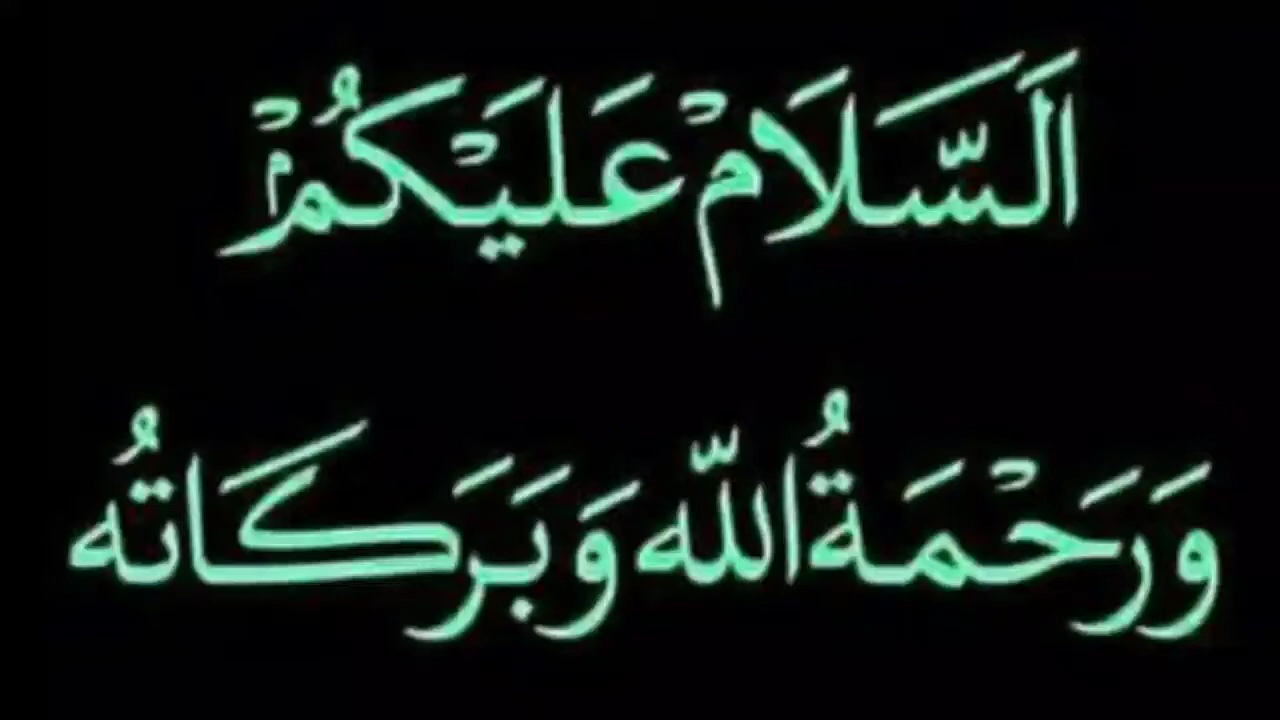 اَلسَّلَامْ عَلَيْكُمْ
وَرَحْمَةُ اللّه وَبَرَكَاتُه